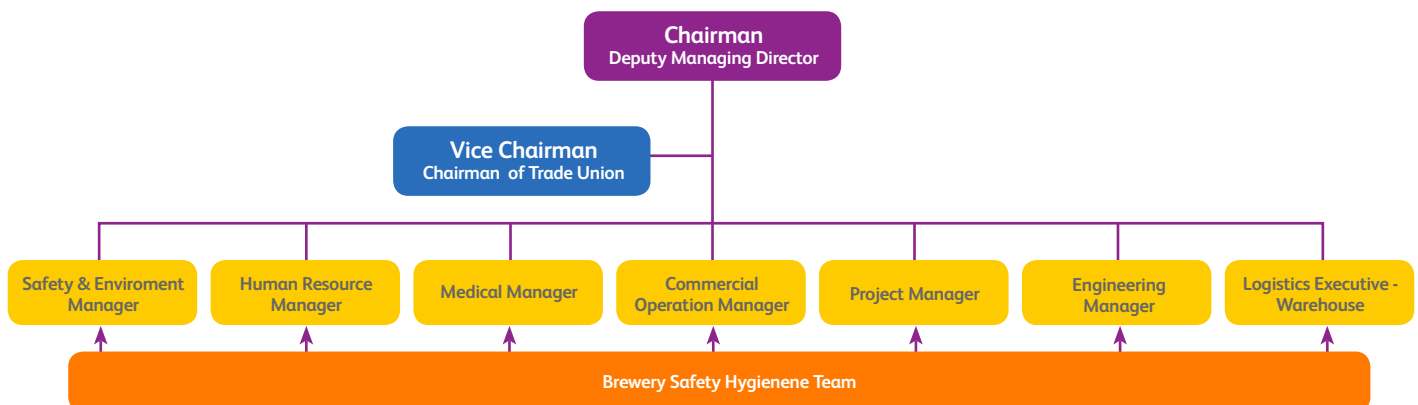 Chairman
Deputy Managing Director
Vice Chairman
Chairman of Trade Union
Safety & Enviroment
Manager
Human Resource
Manager
Medical Manager
Commercial
Operation Manager
Project Manager
Engineering
Manager
Logistics Executive -
Warehouse
Brewery Safety Hygienene Team